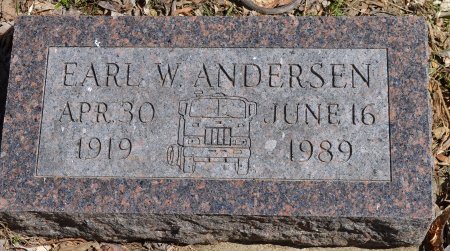 EARL W. ANDERSEN
APR. 30 JUNE 16
1919 1989